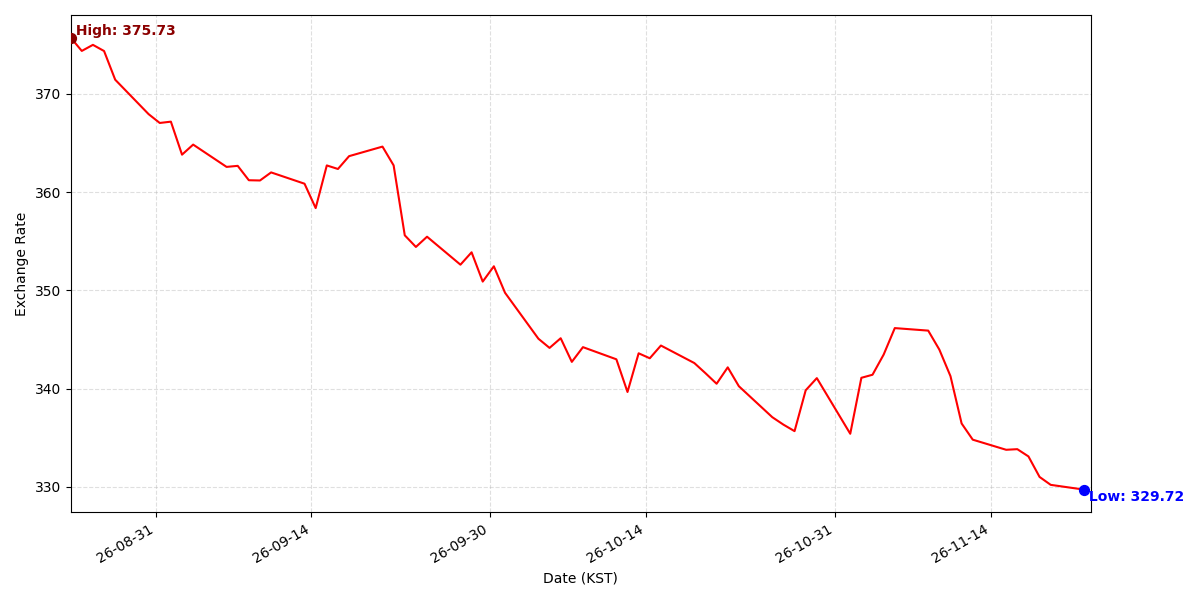 High: 375.73
370
360
350
340
330
Exchange Rate
Low: 329.72
26-08-31
26-09-14
26-09-30
26-10-14
26-10-31
26-11-14
Date (KST)